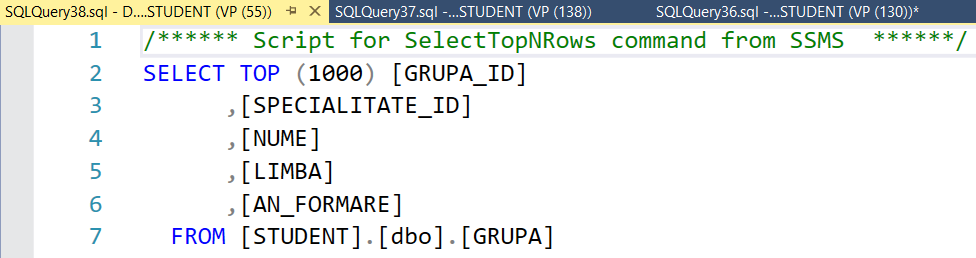 SQLQuery38.sql - D....STUDENT (VP (55)) SQLQuery37.sql -...STUDENT (VP (138)) SQLQuery36.sql -...STUDENT (VP (130))*
1 /****** Script for SelectTopNRows command from SSMS  ******/
2 SELECT TOP (1000) [GRUPA_ID]
3 ,[SPECIALITATE_ID]
4 ,[NUME]
5 ,[LIMBA]
6 ,[AN_FORMARE]
7 FROM [STUDENT].[dbo].[GRUPA]